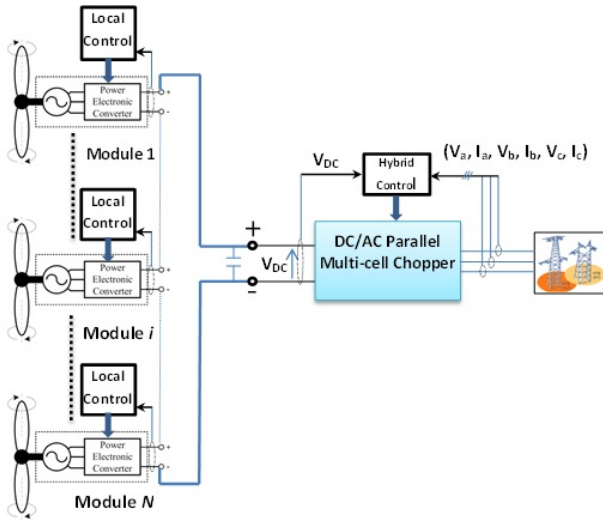 Local
Control
Power
Electronic
Converter
+
-
Module 1
Local
Control
Power
Electronic
Converter
+
-
Module i
Local
Control
Power
Electronic
Converter
+
-
Module N
+
V_DC
–
V_DC
Hybrid
Control
(V_a, I_a, V_b, I_b, V_c, I_c)
DC/AC Parallel
Multi-cell Chopper